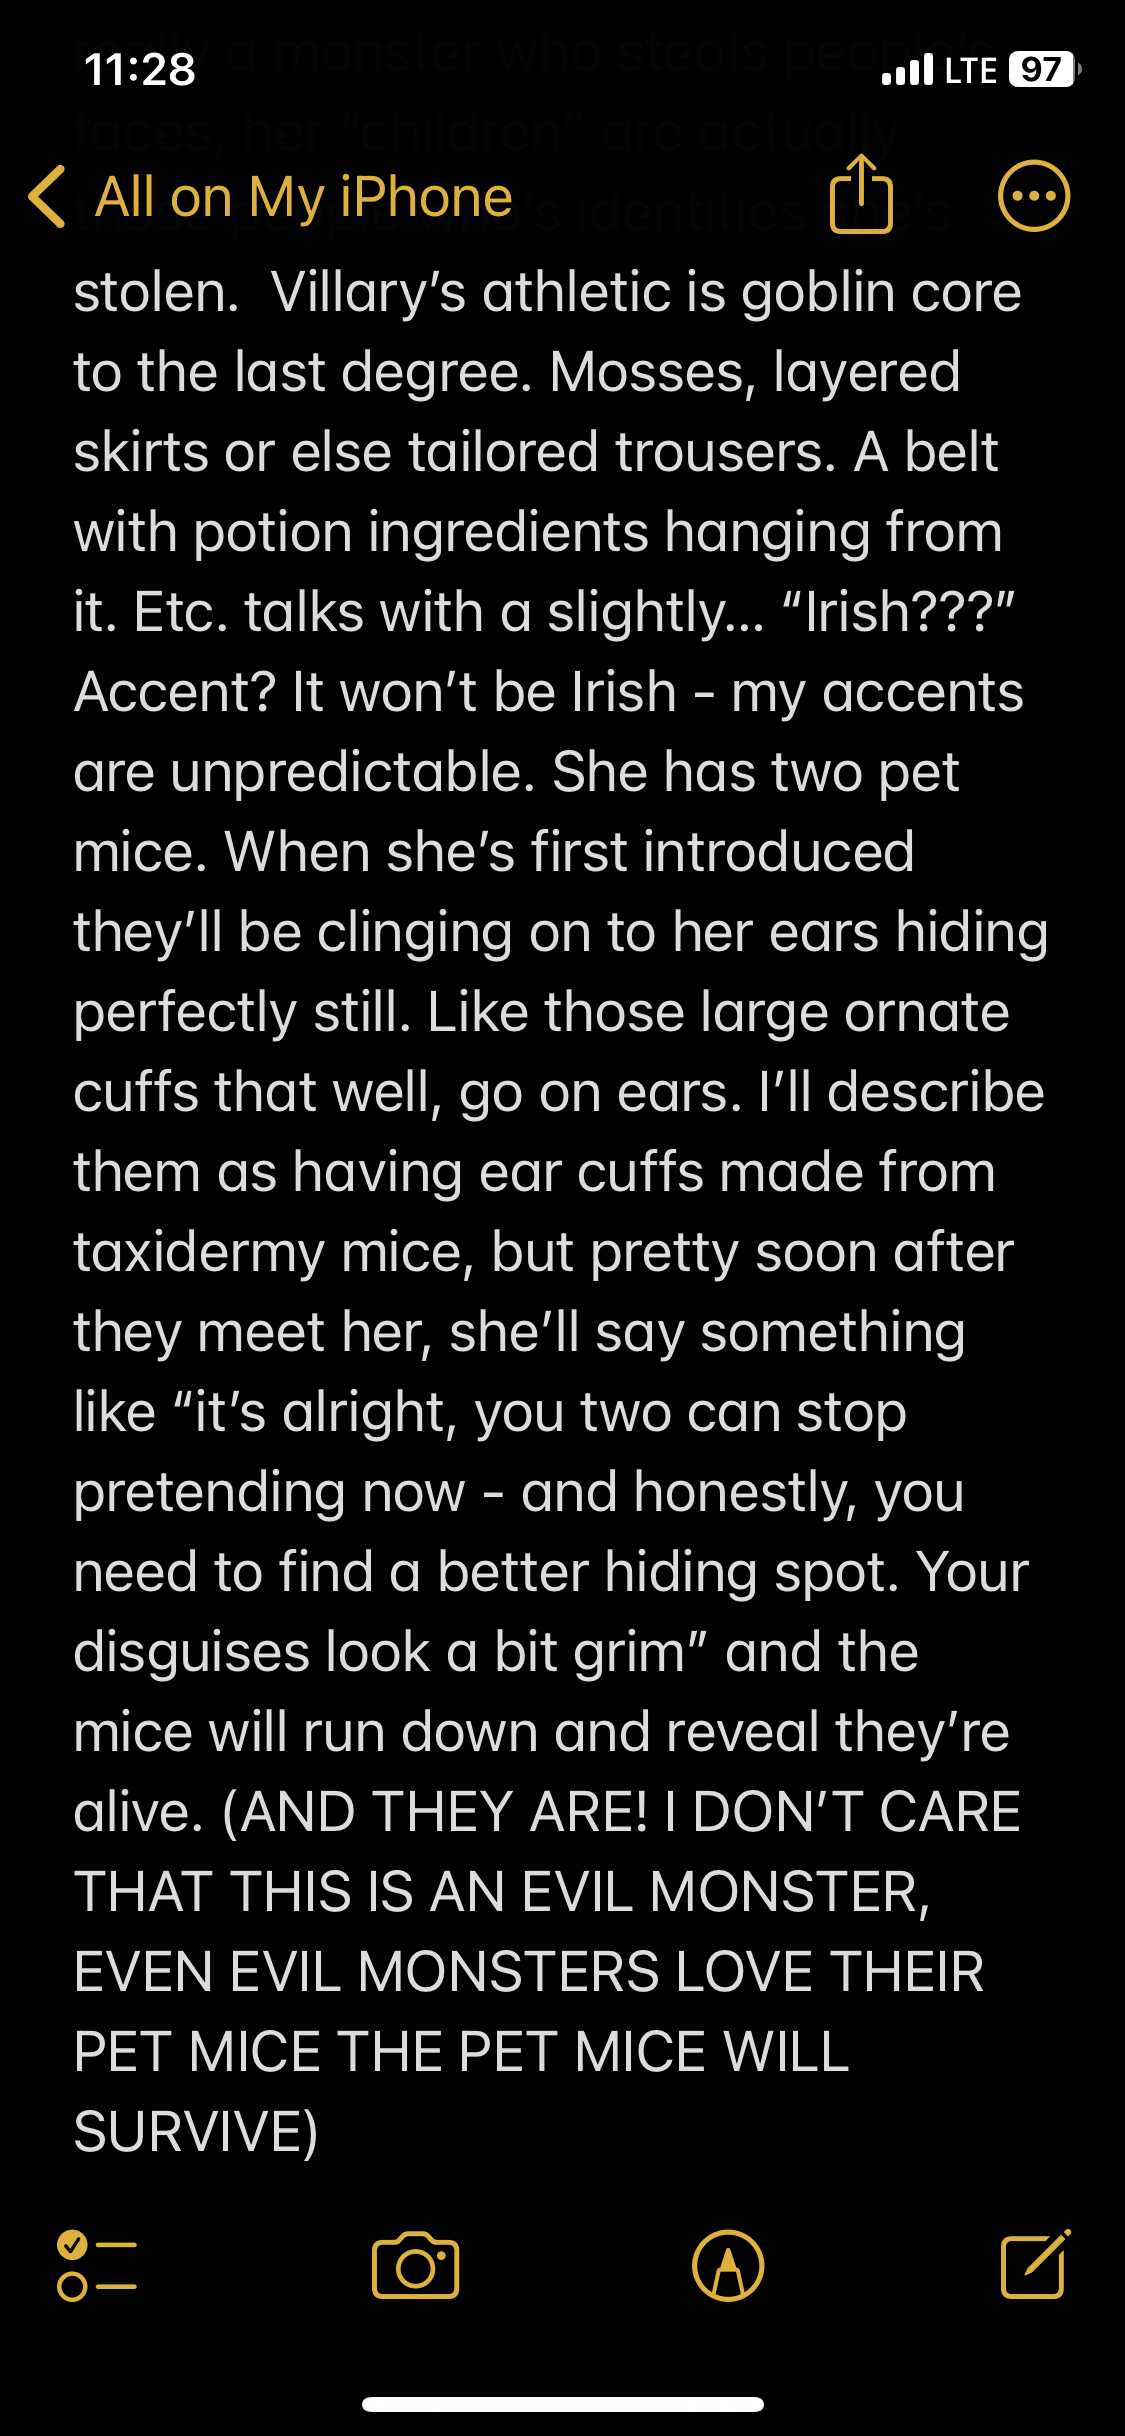 really a monster who steals people's
11:28 LTE 97
faces, her “children” are actually
All on My iPhone
those people who's identities she's
stolen.  Villary’s athletic is goblin core
to the last degree. Mosses, layered
skirts or else tailored trousers. A belt
with potion ingredients hanging from
it. Etc. talks with a slightly... “Irish???”
Accent? It won’t be Irish - my accents
are unpredictable. She has two pet
mice. When she’s first introduced
they’ll be clinging on to her ears hiding
perfectly still. Like those large ornate
cuffs that well, go on ears. I’ll describe
them as having ear cuffs made from
taxidermy mice, but pretty soon after
they meet her, she’ll say something
like “it’s alright, you two can stop
pretending now - and honestly, you
need to find a better hiding spot. Your
disguises look a bit grim” and the
mice will run down and reveal they’re
alive. (AND THEY ARE! I DON’T CARE
THAT THIS IS AN EVIL MONSTER,
EVEN EVIL MONSTERS LOVE THEIR
PET MICE THE PET MICE WILL
SURVIVE)